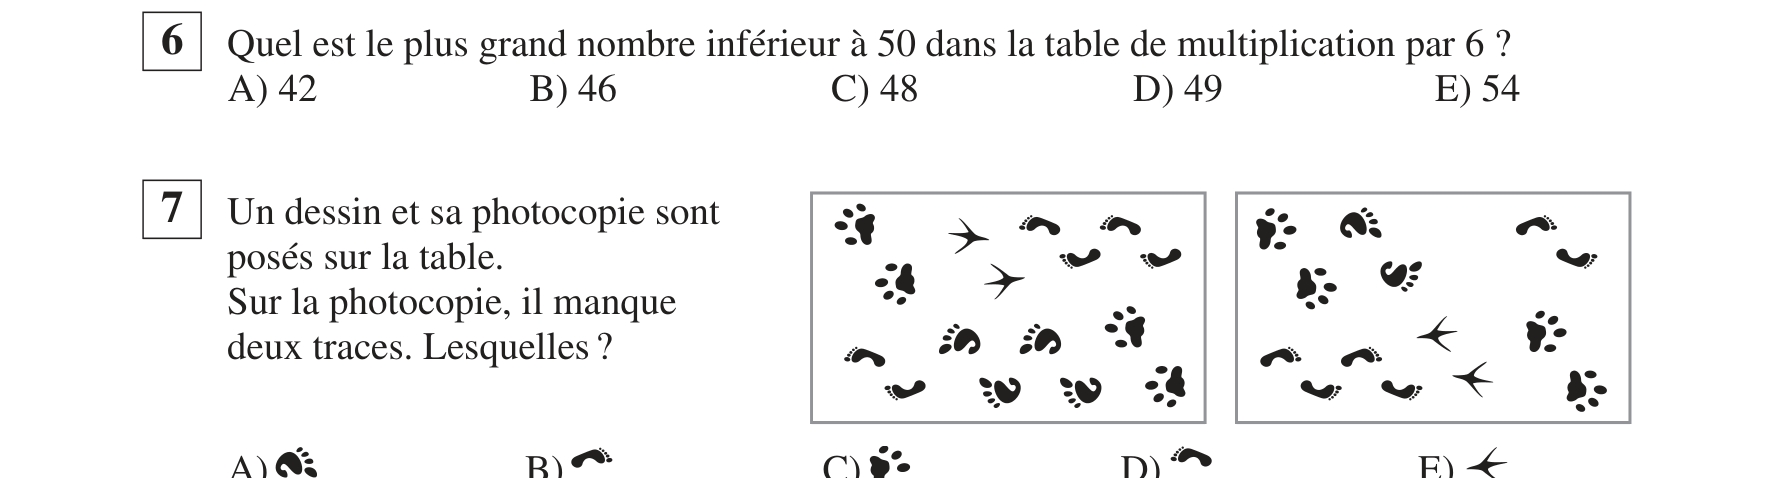 6 Quel est le plus grand nombre inférieur à 50 dans la table de multiplication par 6 ?
A) 42 B) 46 C) 48 D) 49 E) 54
7 Un dessin et sa photocopie sont
posés sur la table.
Sur la photocopie, il manque
deux traces. Lesquelles ?
A) B) C) D) E)